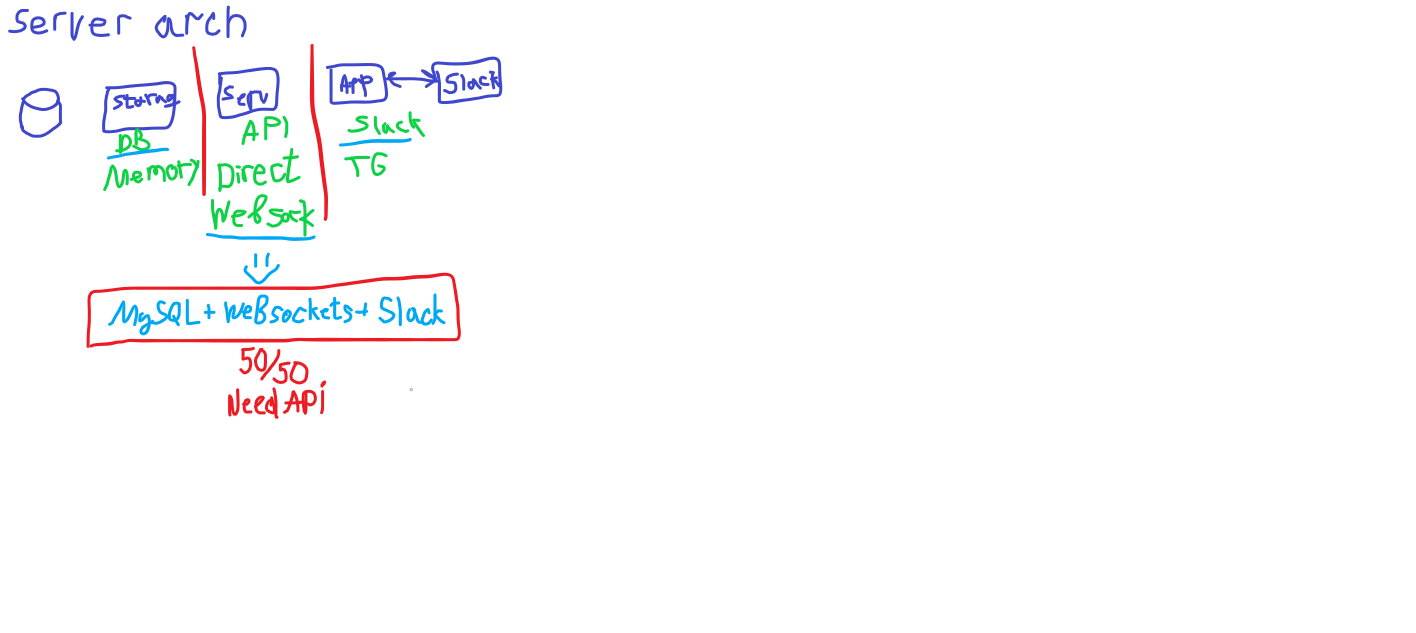 Server arch
Storag
Serv
APP
Slack
DB
Memory
API
Direct
WebSock
Slack
TG
MySQL + Websockets + Slack
50/50
Need APi